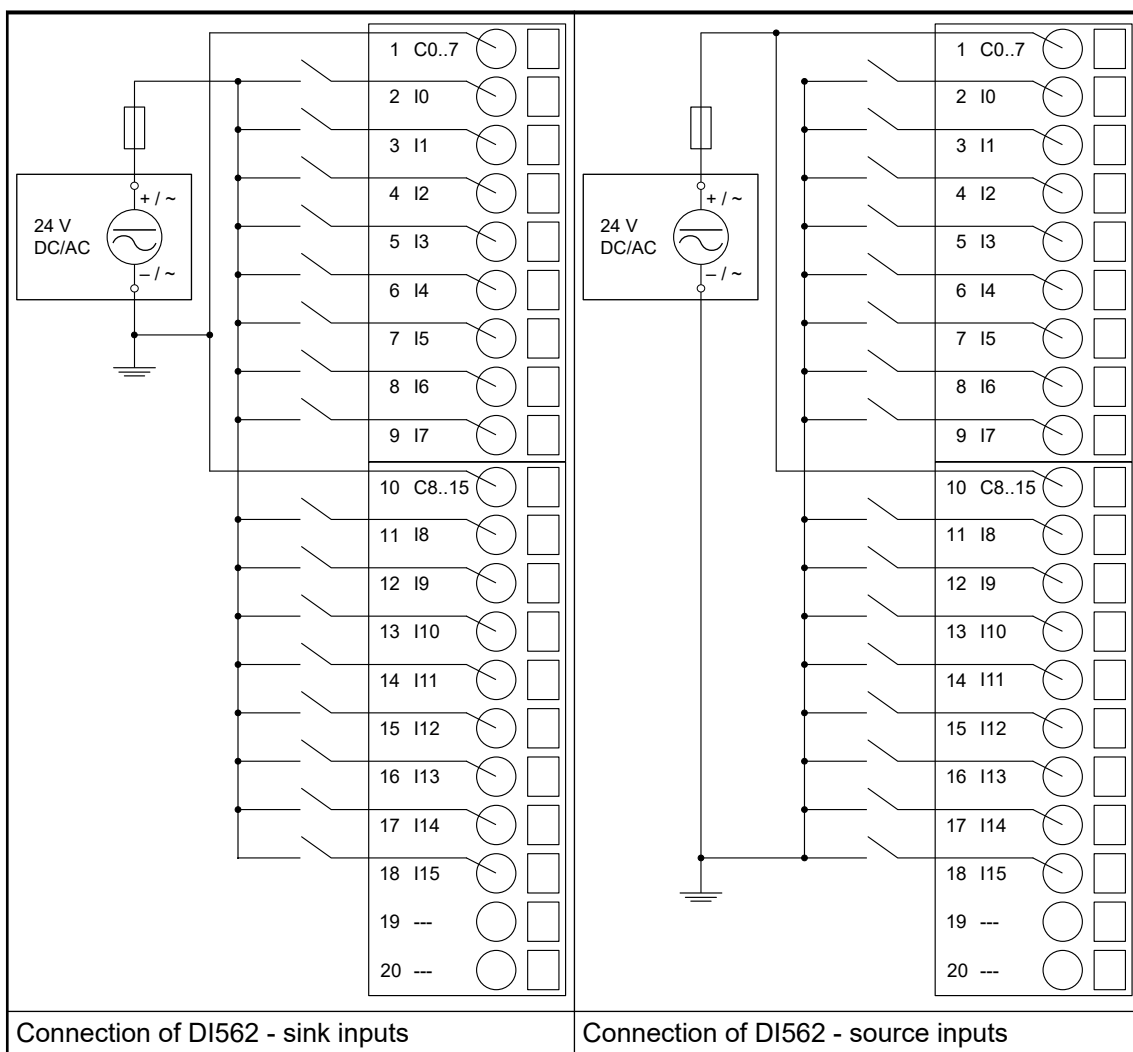 1 C0..7
2 I0
3 I1
+ / ~
4 I2
24 V
DC/AC
5 I3
– / ~
6 I4
7 I5
8 I6
9 I7
10 C8..15
11 I8
12 I9
13 I10
14 I11
15 I12
16 I13
17 I14
18 I15
19 ---
20 ---
Connection of DI562 - sink inputs
1 C0..7
2 I0
3 I1
+ / ~
4 I2
24 V
DC/AC
5 I3
– / ~
6 I4
7 I5
8 I6
9 I7
10 C8..15
11 I8
12 I9
13 I10
14 I11
15 I12
16 I13
17 I14
18 I15
19 ---
20 ---
Connection of DI562 - source inputs